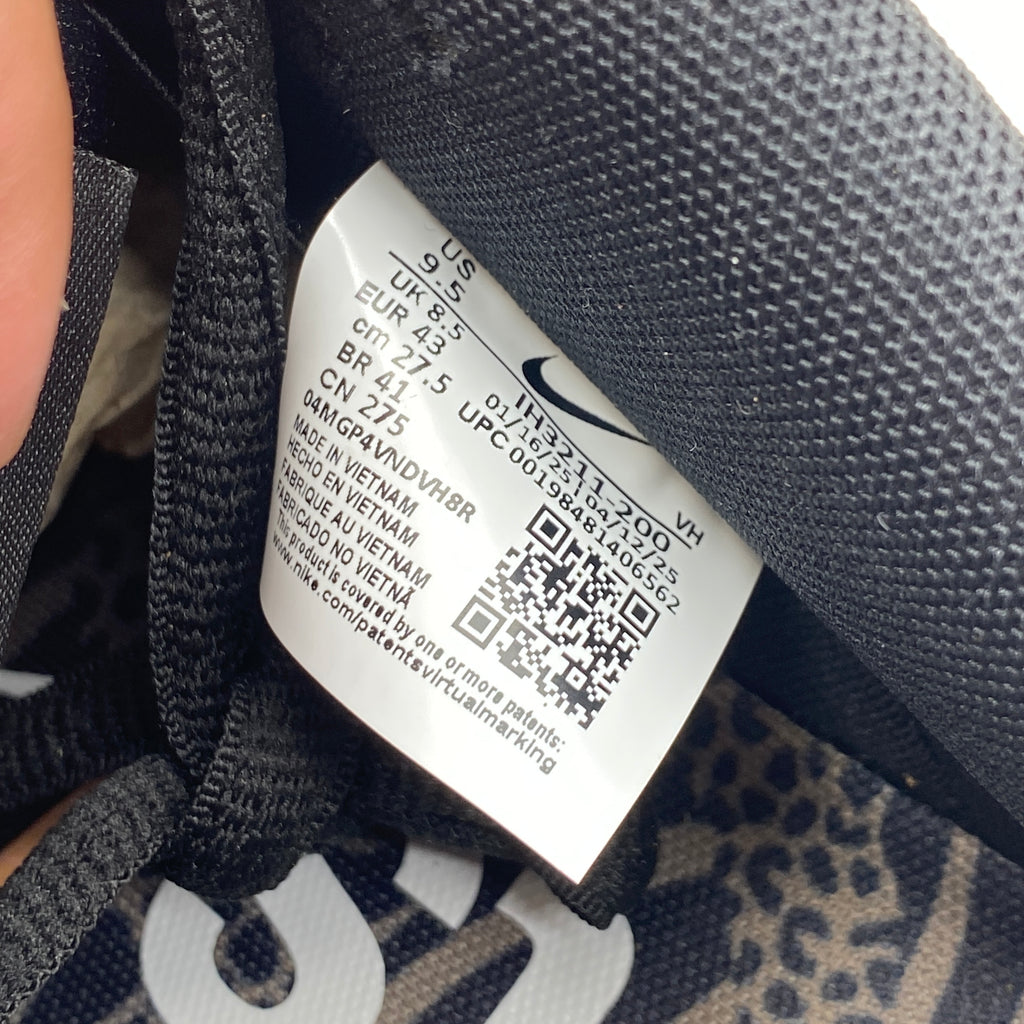 US
9.5
UK 8.5
EUR 43
cm 27.5
BR 41
CN 275
04MGP4VNDVH8R
MADE IN VIETNAM
HECHO EN VIETNAM
FABRIQUE AU VIETNAM
FABRICADO NO VIETNÃ
This product is covered by one or more patents:
www.nike.com/patentsvirtualmarking
IH3211-200 VH
01/16/25 04/12/25
UPC 00198481406562